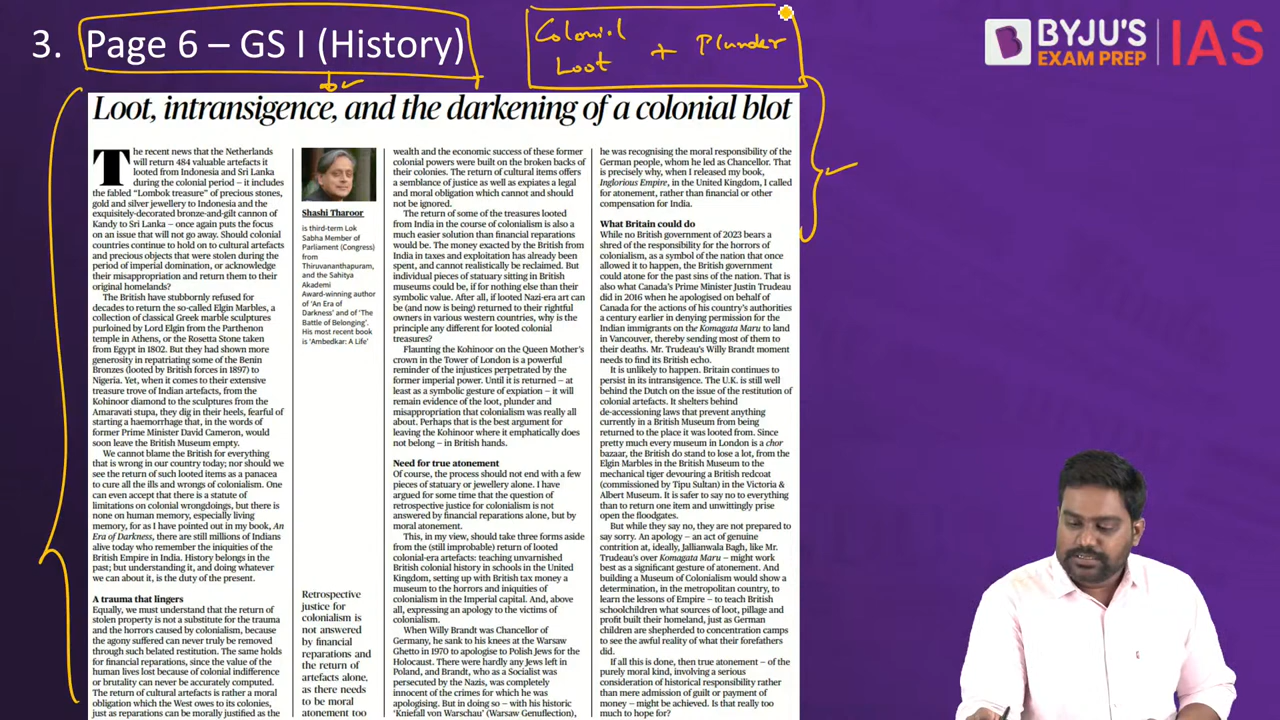 3. Page 6 – GS I (History)
Colonial
Loot + Plunder
BYJU'S
EXAM PREP
IAS
Loot, intransigence, and the darkening of a colonial blot
The recent news that the Netherlands
will return 484 valuable artefacts it
looted from Indonesia and Sri Lanka
during the colonial period – it includes
the fabled “Lombok treasure” of precious stones,
gold and silver jewellery to Indonesia and the
exquisitely-decorated bronze-and-gilt cannon of
Kandy to Sri Lanka – once again puts the focus
on an issue that will not go away. Should colonial
countries continue to hold on to cultural artefacts
and precious objects that were stolen during the
period of imperial domination, or acknowledge
their misappropriation and return them to their
original homelands?
The British have stubbornly refused for
decades to return the so-called Elgin Marbles, a
collection of classical Greek marble sculptures
purloined by Lord Elgin from the Parthenon
temple in Athens, or the Rosetta Stone taken
from Egypt in 1802. But they had shown more
generosity in repatriating some of the Benin
Bronzes (looted by British forces in 1897) to
Nigeria. Yet, when it comes to their extensive
treasure trove of Indian artefacts, from the
Kohinoor diamond to the sculptures from the
Amaravati stupa, they dig in their heels, fearful of
starting a haemorrhage that, in the words of
former Prime Minister David Cameron, would
soon leave the British Museum empty.
We cannot blame the British for everything
that is wrong in our country today; nor should we
see the return of such looted items as a panacea
to cure all the ills and wrongs of colonialism. One
can even accept that there is a statute of
limitations on colonial wrongdoings, but there is
none on human memory, especially living
memory, for as I have pointed out in my book, An
Era of Darkness, there are still millions of Indians
alive today who remember the iniquities of the
British Empire in India. History belongs in the
past; but understanding it, and doing whatever
we can about it, is the duty of the present.
A trauma that lingers
Equally, we must understand that the return of
stolen property is not a substitute for the trauma
and the horrors caused by colonialism, because
the agony suffered can never truly be removed
through such belated restitution. The same holds
for financial reparations, since the value of the
human lives lost because of colonial indifference
or brutality can never be accurately computed.
The return of cultural artefacts is rather a moral
obligation which the West owes to its colonies,
just as reparations can be morally justified as the
Shashi Tharoor
is third-term Lok
Sabha Member of
Parliament (Congress)
from
Thiruvananthapuram,
and the Sahitya
Akademi
Award-winning author
of ‘An Era of
Darkness’ and of ‘The
Battle of Belonging’.
His most recent book
is ‘Ambedkar: A Life’
Retrospective
justice for
colonialism is
not answered
by financial
reparations and
the return of
artefacts alone,
as there needs
to be moral
atonement too
wealth and the economic success of these former
colonial powers were built on the broken backs of
their colonies. The return of cultural items offers
a semblance of justice as well as expiates a legal
and moral obligation which cannot and should
not be ignored.
The return of some of the treasures looted
from India in the course of colonialism is also a
much easier solution than financial reparations
would be. The money exacted by the British from
India in taxes and exploitation has already been
spent, and cannot realistically be reclaimed. But
individual pieces of statuary sitting in British
museums could be, if for nothing else than their
symbolic value. After all, if looted Nazi-era art can
be (and now is being) returned to their rightful
owners in various western countries, why is the
principle any different for looted colonial
treasures?
Flaunting the Kohinoor on the Queen Mother’s
crown in the Tower of London is a powerful
reminder of the injustices perpetrated by the
former imperial power. Until it is returned – at
least as a symbolic gesture of expiation – it will
remain evidence of the loot, plunder and
misappropriation that colonialism was really all
about. Perhaps that is the best argument for
leaving the Kohinoor where it emphatically does
not belong – in British hands.
Need for true atonement
Of course, the process should not end with a few
pieces of statuary or jewellery alone. I have
argued for some time that the question of
retrospective justice for colonialism is not
answered by financial reparations alone, but by
moral atonement.
This, in my view, should take three forms aside
from the (still improbable) return of looted
colonial-era artefacts: teaching unvarnished
British colonial history in schools in the United
Kingdom, setting up with British tax money a
museum to the horrors and iniquities of
colonialism in the Imperial capital. And, above
all, expressing an apology to the victims of
colonialism.
When Willy Brandt was Chancellor of
Germany, he sank to his knees at the Warsaw
Ghetto in 1970 to apologise to Polish Jews for the
Holocaust. There were hardly any Jews left in
Poland, and Brandt, who as a Socialist was
persecuted by the Nazis, was completely
innocent of the crimes for which he was
apologising. But in doing so – with his historic
‘Kniefall von Warschau’ (Warsaw Genuflection),
he was recognising the moral responsibility of the
German people, whom he led as Chancellor. That
is precisely why, when I released my book,
Inglorious Empire, in the United Kingdom, I called
for atonement, rather than financial or other
compensation for India.
What Britain could do
While no British government of 2023 bears a
shred of the responsibility for the horrors of
colonialism, as a symbol of the nation that once
allowed it to happen, the British government
could atone for the past sins of the nation. That is
also what Canada’s Prime Minister Justin Trudeau
did in 2016 when he apologised on behalf of
Canada for the actions of his country’s authorities
a century earlier in denying permission for the
Indian immigrants on the Komagata Maru to land
in Vancouver, thereby sending most of them to
their deaths. Mr. Trudeau’s Willy Brandt moment
needs to find its British echo.
It is unlikely to happen. Britain continues to
persist in its intransigence. The U.K. is still well
behind the Dutch on the issue of the restitution of
colonial artefacts. It shelters behind
de-accessioning laws that prevent anything
currently in a British Museum from being
returned to the place it was looted from. Since
pretty much every museum in London is a chor
bazaar, the British do stand to lose a lot, from the
Elgin Marbles in the British Museum to the
mechanical tiger devouring a British redcoat
(commissioned by Tipu Sultan) in the Victoria &
Albert Museum. It is safer to say no to everything
than to return one item and unwittingly prise
open the floodgates.
But while they say no, they are not prepared to
say sorry. An apology – an act of genuine
contrition at, ideally, Jallianwala Bagh, like Mr.
Trudeau’s over Komagata Maru – might work
best as a significant gesture of atonement. And
building a Museum of Colonialism would show a
determination, in the metropolitan country, to
learn the lessons of Empire – to teach British
schoolchildren what sources of loot, pillage and
profit built their homeland, just as German
children are shepherded to concentration camps
to see the awful reality of what their forefathers
did.
If all this is done, then true atonement – of the
purely moral kind, involving a serious
consideration of historical responsibility rather
than mere admission of guilt or payment of
money – might be achieved. Is that really too
much to hope for?